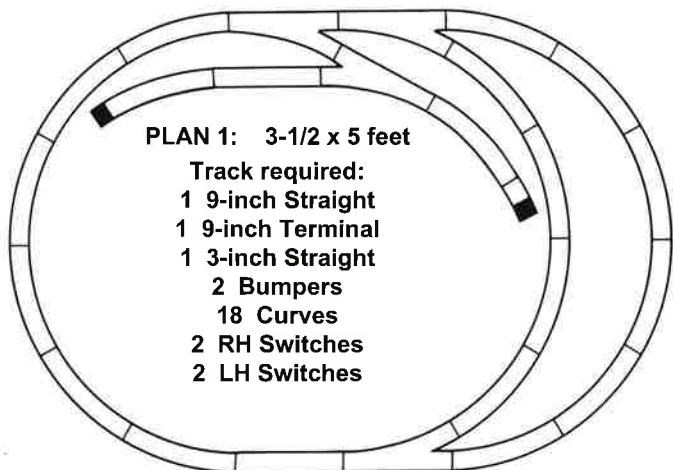 PLAN 1: 3-1/2 x 5 feet
Track required:
1 9-inch Straight
1 9-inch Terminal
1 3-inch Straight
2 Bumpers
18 Curves
2 RH Switches
2 LH Switches